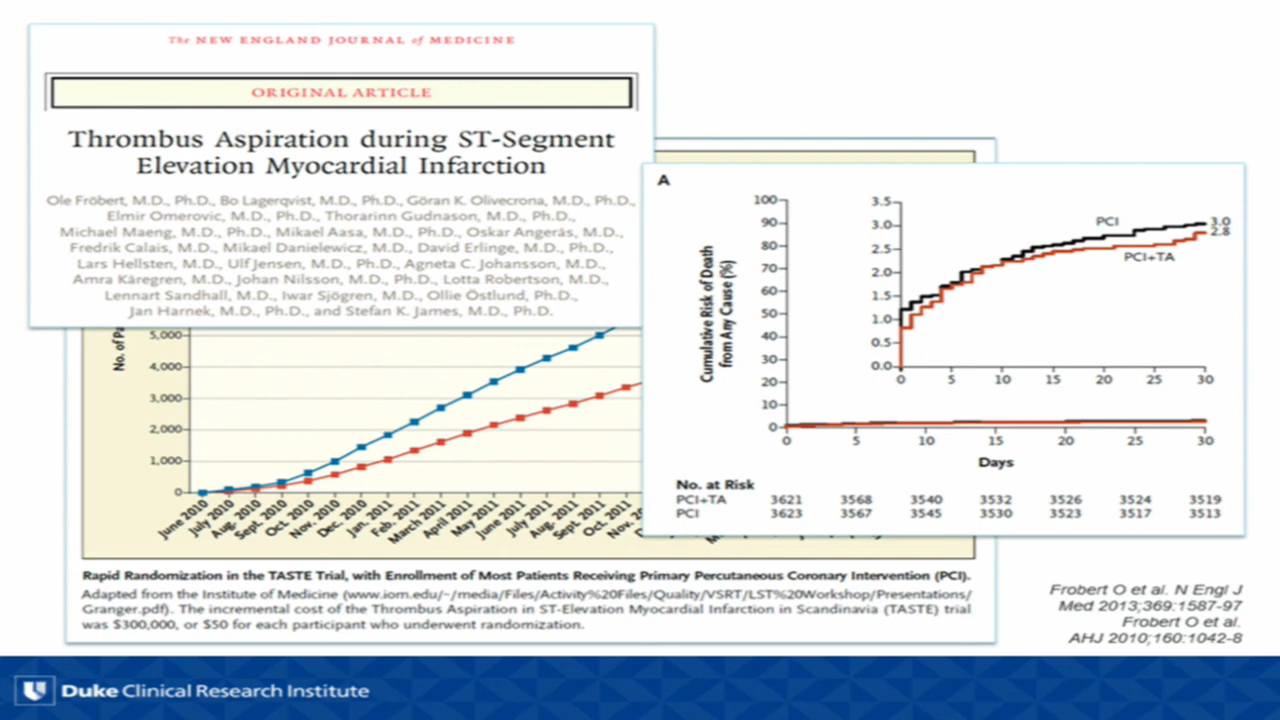 The NEW ENGLAND JOURNAL of MEDICINE
ORIGINAL ARTICLE
Thrombus Aspiration during ST-Segment
Elevation Myocardial Infarction
Ole Fröbert, M.D., Ph.D., Bo Lagerqvist, M.D., Ph.D., Göran K. Olivecrona, M.D., Ph.D.,
Elmir Omerovic, M.D., Ph.D., Thorarinn Gudnason, M.D., Ph.D.,
Michael Maeng, M.D., Ph.D., Mikael Aasa, M.D., Ph.D., Oskar Angerås, M.D.,
Fredrik Calais, M.D., Mikael Danielewicz, M.D., David Erlinge, M.D., Ph.D.,
Lars Hellsten, M.D., Ulf Jensen, M.D., Ph.D., Agneta C. Johansson, M.D.,
Amra Kåregren, M.D., Johan Nilsson, M.D., Ph.D., Lotta Robertson, M.D.,
Lennart Sandhall, M.D., Iwar Sjögren, M.D., Ollie Östlund, Ph.D.,
Jan Harnek, M.D., Ph.D., and Stefan K. James, M.D., Ph.D.
No. of Pa
5,000
4,000
3,000
2,000
1,000
0
June 2010
July 2010
Aug. 2010
Sept. 2010
Oct. 2010
Nov. 2010
Dec. 2010
Jan. 2011
Feb. 2011
March 2011
April 2011
May 2011
June 2011
July 2011
Aug. 2011
Sept. 2011
Oct. 2011
Nov. 2
A
Cumulative Risk of Death
from Any Cause (%)
100
90
80
70
60
50
40
30
20
10
0
0 5 10 15 20 25 30
Days
3.5
3.0
2.5
2.0
1.5
1.0
0.5
0.0
0 5 10 15 20 25 30
PCI
3.0
2.8
PCI+TA
No. at Risk
PCI+TA 3621 3568 3540 3532 3526 3524 3519
PCI 3623 3567 3545 3530 3523 3517 3513
Rapid Randomization in the TASTE Trial, with Enrollment of Most Patients Receiving Primary Percutaneous Coronary Intervention (PCI).
Adapted from the Institute of Medicine (www.iom.edu/~/media/Files/Activity%20Files/Quality/VSRT/LST%20Workshop/Presentations/
Granger.pdf). The incremental cost of the Thrombus Aspiration in ST-Elevation Myocardial Infarction in Scandinavia (TASTE) trial
was $300,000, or $50 for each participant who underwent randomization.
Frobert O et al. N Engl J
Med 2013;369:1587-97
Frobert O et al.
AHJ 2010;160:1042-8
Duke Clinical Research Institute